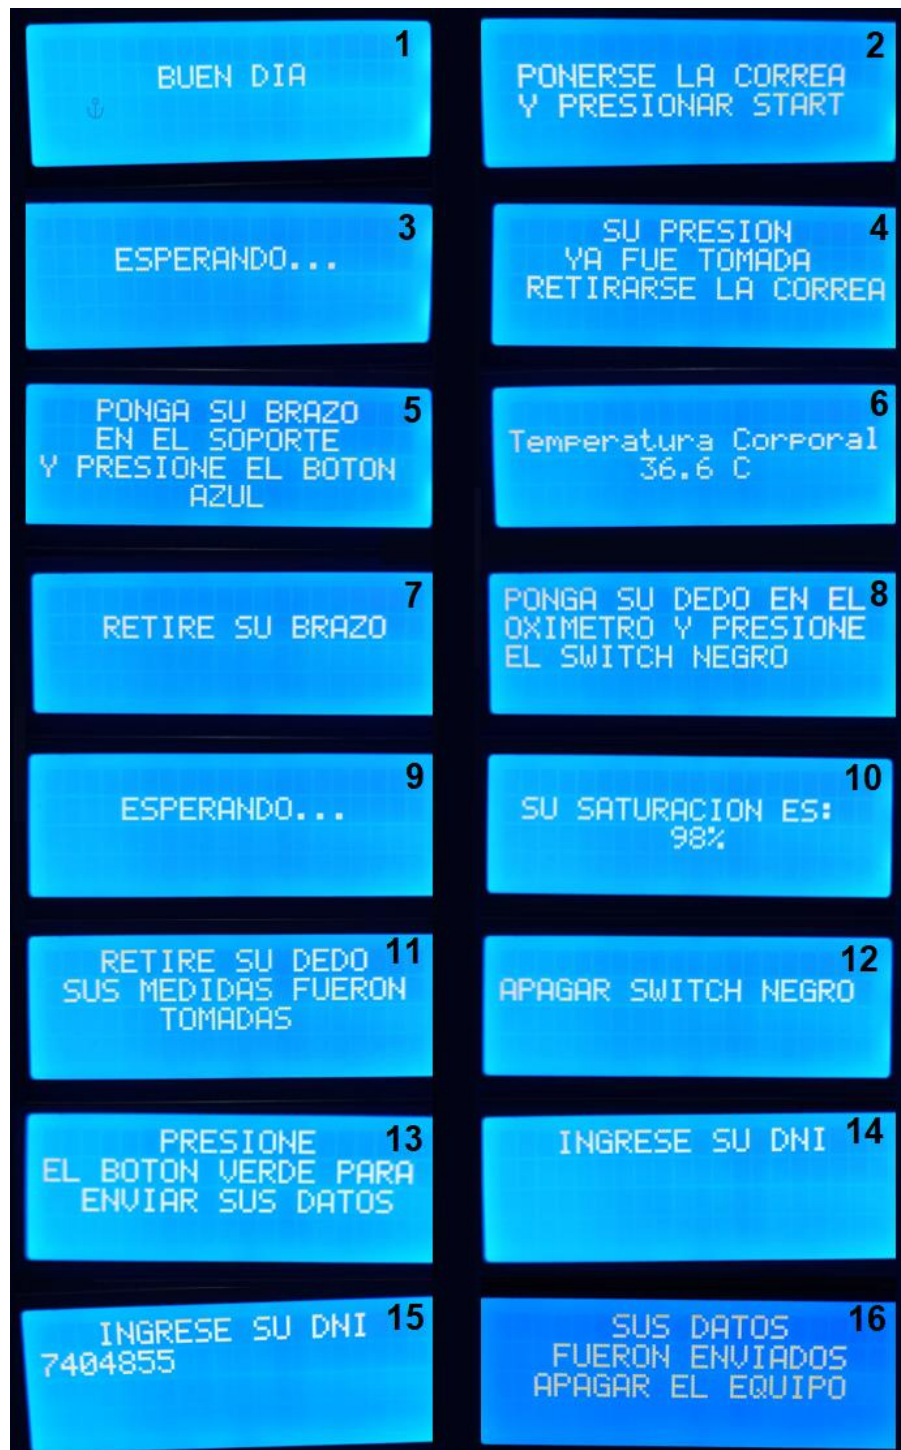 1
BUEN DIA
2
PONERSE LA CORREA
Y PRESIONAR START
3
ESPERANDO...
4
SU PRESION
YA FUE TOMADA
RETIRARSE LA CORREA
5
PONGA SU BRAZO
EN EL SOPORTE
Y PRESIONE EL BOTON
AZUL
6
Temperatura Corporal
36.6 C
7
RETIRE SU BRAZO
8
PONGA SU DEDO EN EL
OXIMETRO Y PRESIONE
EL SWITCH NEGRO
9
ESPERANDO...
10
SU SATURACION ES:
98%
11
RETIRE SU DEDO
SUS MEDIDAS FUERON
TOMADAS
12
APAGAR SWITCH NEGRO
13
PRESIONE
EL BOTON VERDE PARA
ENVIAR SUS DATOS
14
INGRESE SU DNI
15
INGRESE SU DNI
7404855
16
SUS DATOS
FUERON ENVIADOS
APAGAR EL EQUIPO